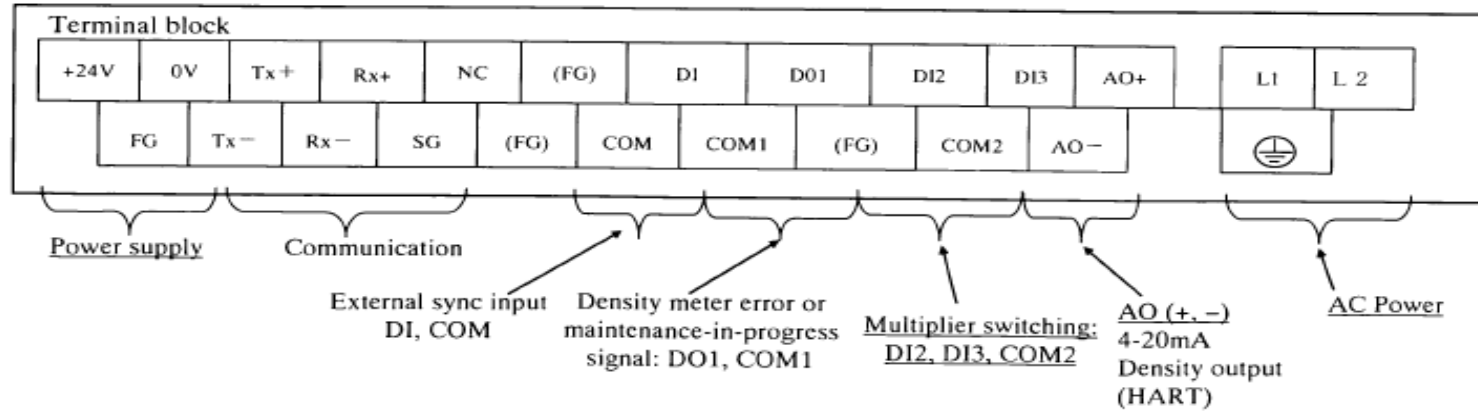 Terminal block
+24V 0V Tx+ Rx+ NC (FG) DI D01 DI2 DI3 AO+ L1 L 2
FG Tx− Rx− SG (FG) COM COM1 (FG) COM2 AO−
Power supply
Communication
External sync input
DI, COM
Density meter error or
maintenance-in-progress
signal: DO1, COM1
Multiplier switching:
DI2, DI3, COM2
AO (+, −)
4-20mA
Density output
(HART)
AC Power